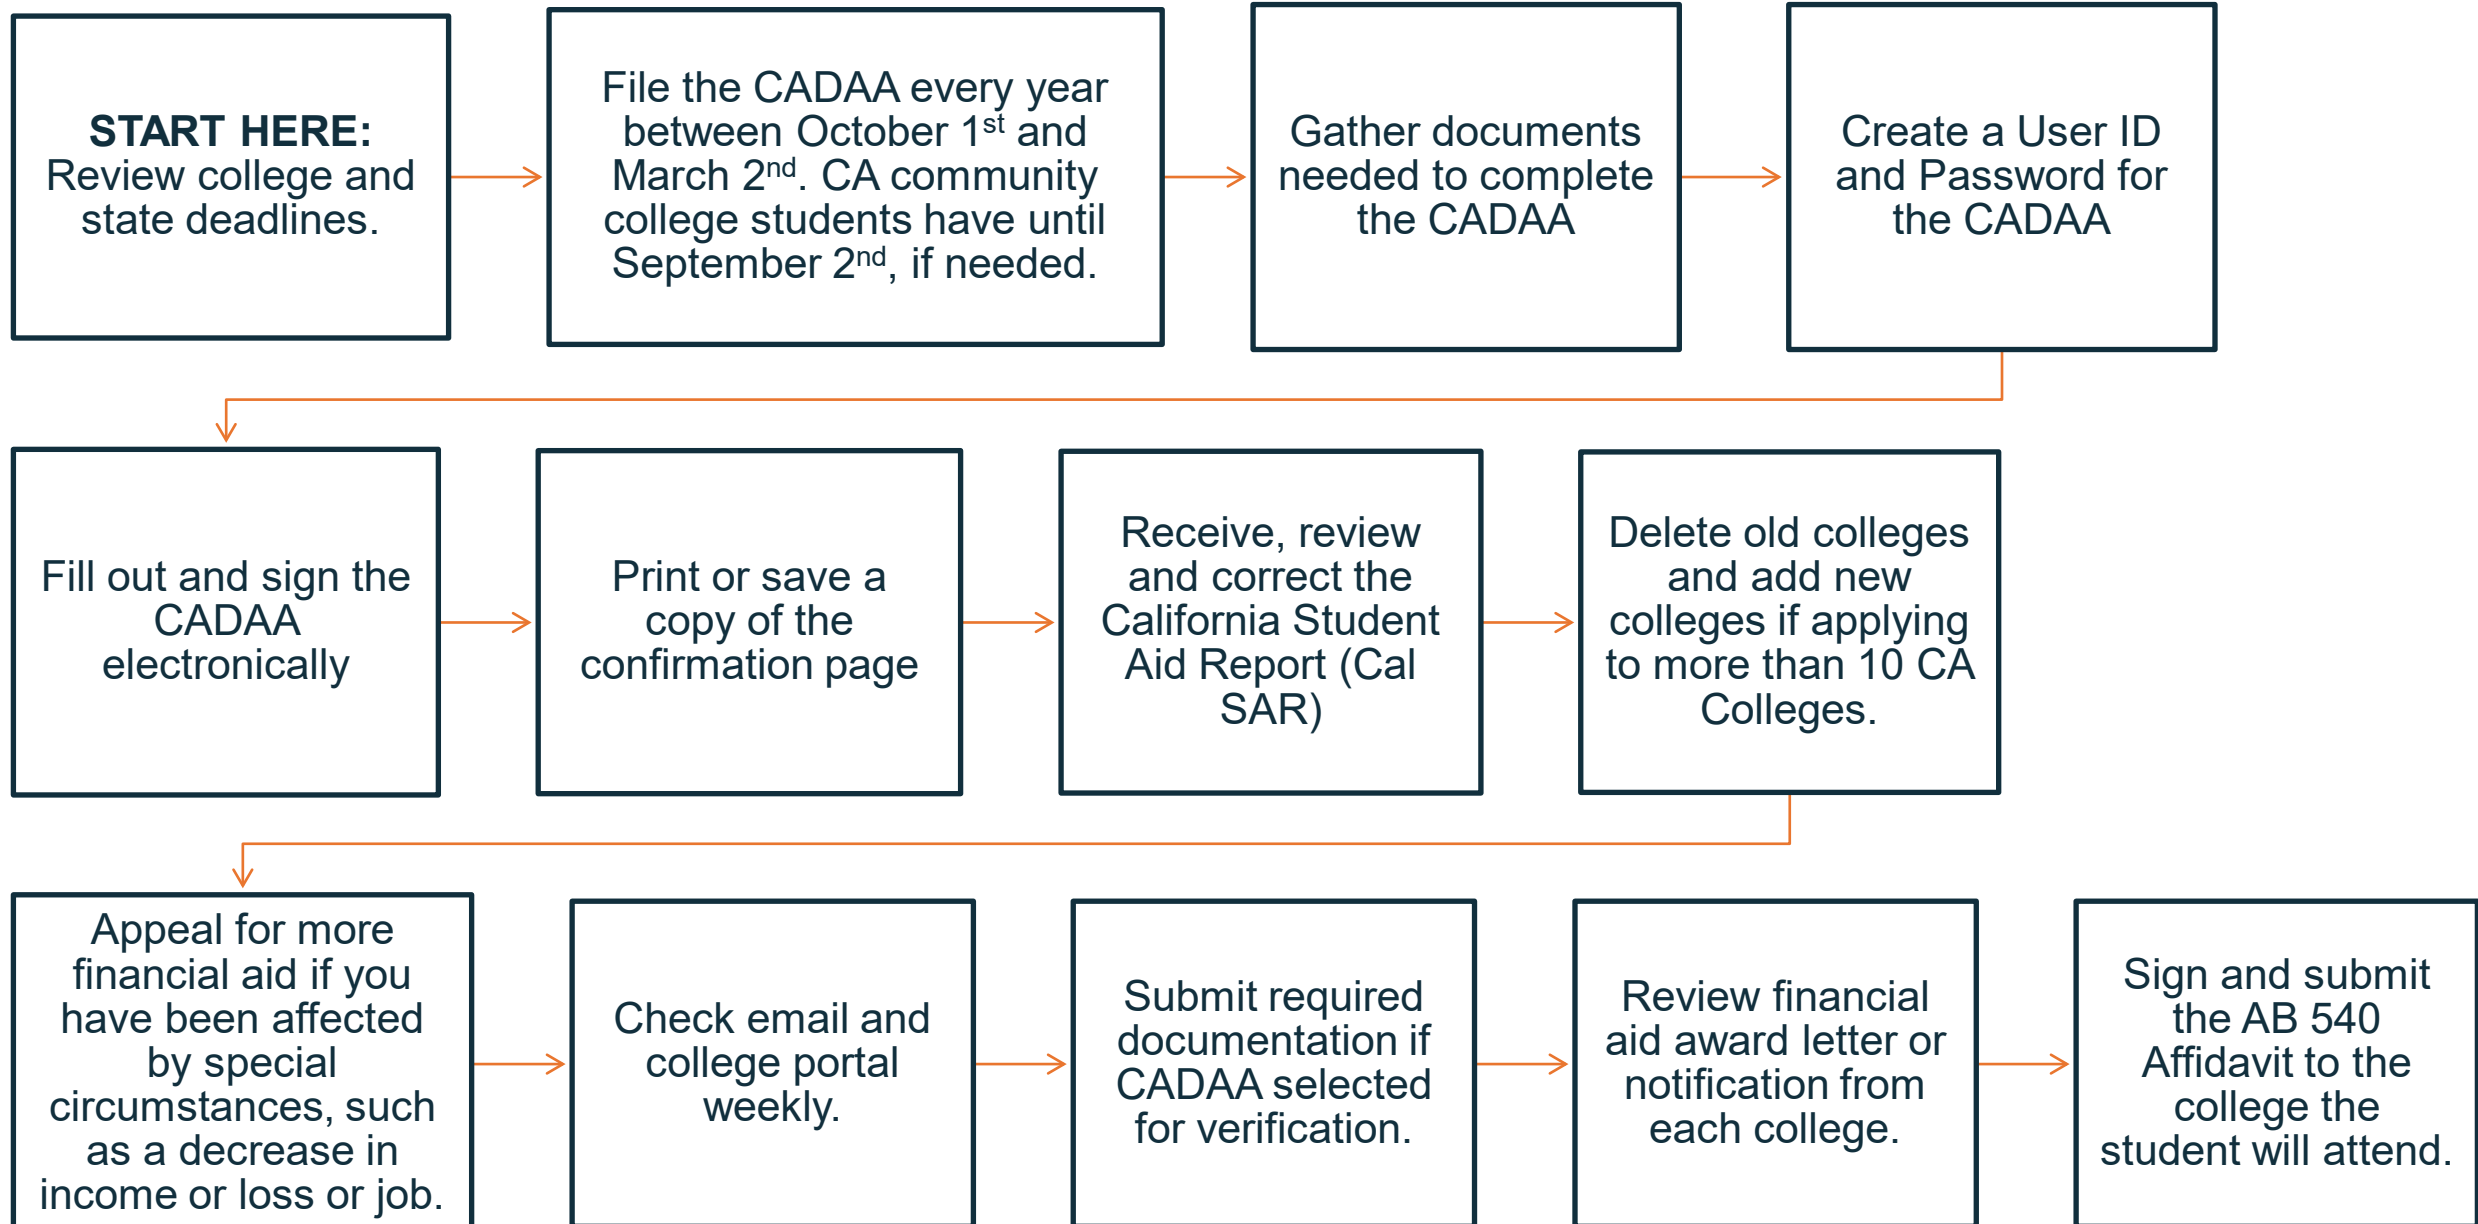 START HERE:
Review college and
state deadlines.
File the CADAA every year
between October 1st and
March 2nd. CA community
college students have until
September 2nd, if needed.
Gather documents
needed to complete
the CADAA
Create a User ID
and Password for
the CADAA
Fill out and sign the
CADAA
electronically
Print or save a
copy of the
confirmation page
Receive, review
and correct the
California Student
Aid Report (Cal
SAR)
Delete old colleges
and add new
colleges if applying
to more than 10 CA
Colleges.
Appeal for more
financial aid if you
have been affected
by special
circumstances, such
as a decrease in
income or loss or job.
Check email and
college portal
weekly.
Submit required
documentation if
CADAA selected
for verification.
Review financial
aid award letter or
notification from
each college.
Sign and submit
the AB 540
Affidavit to the
college the
student will attend.